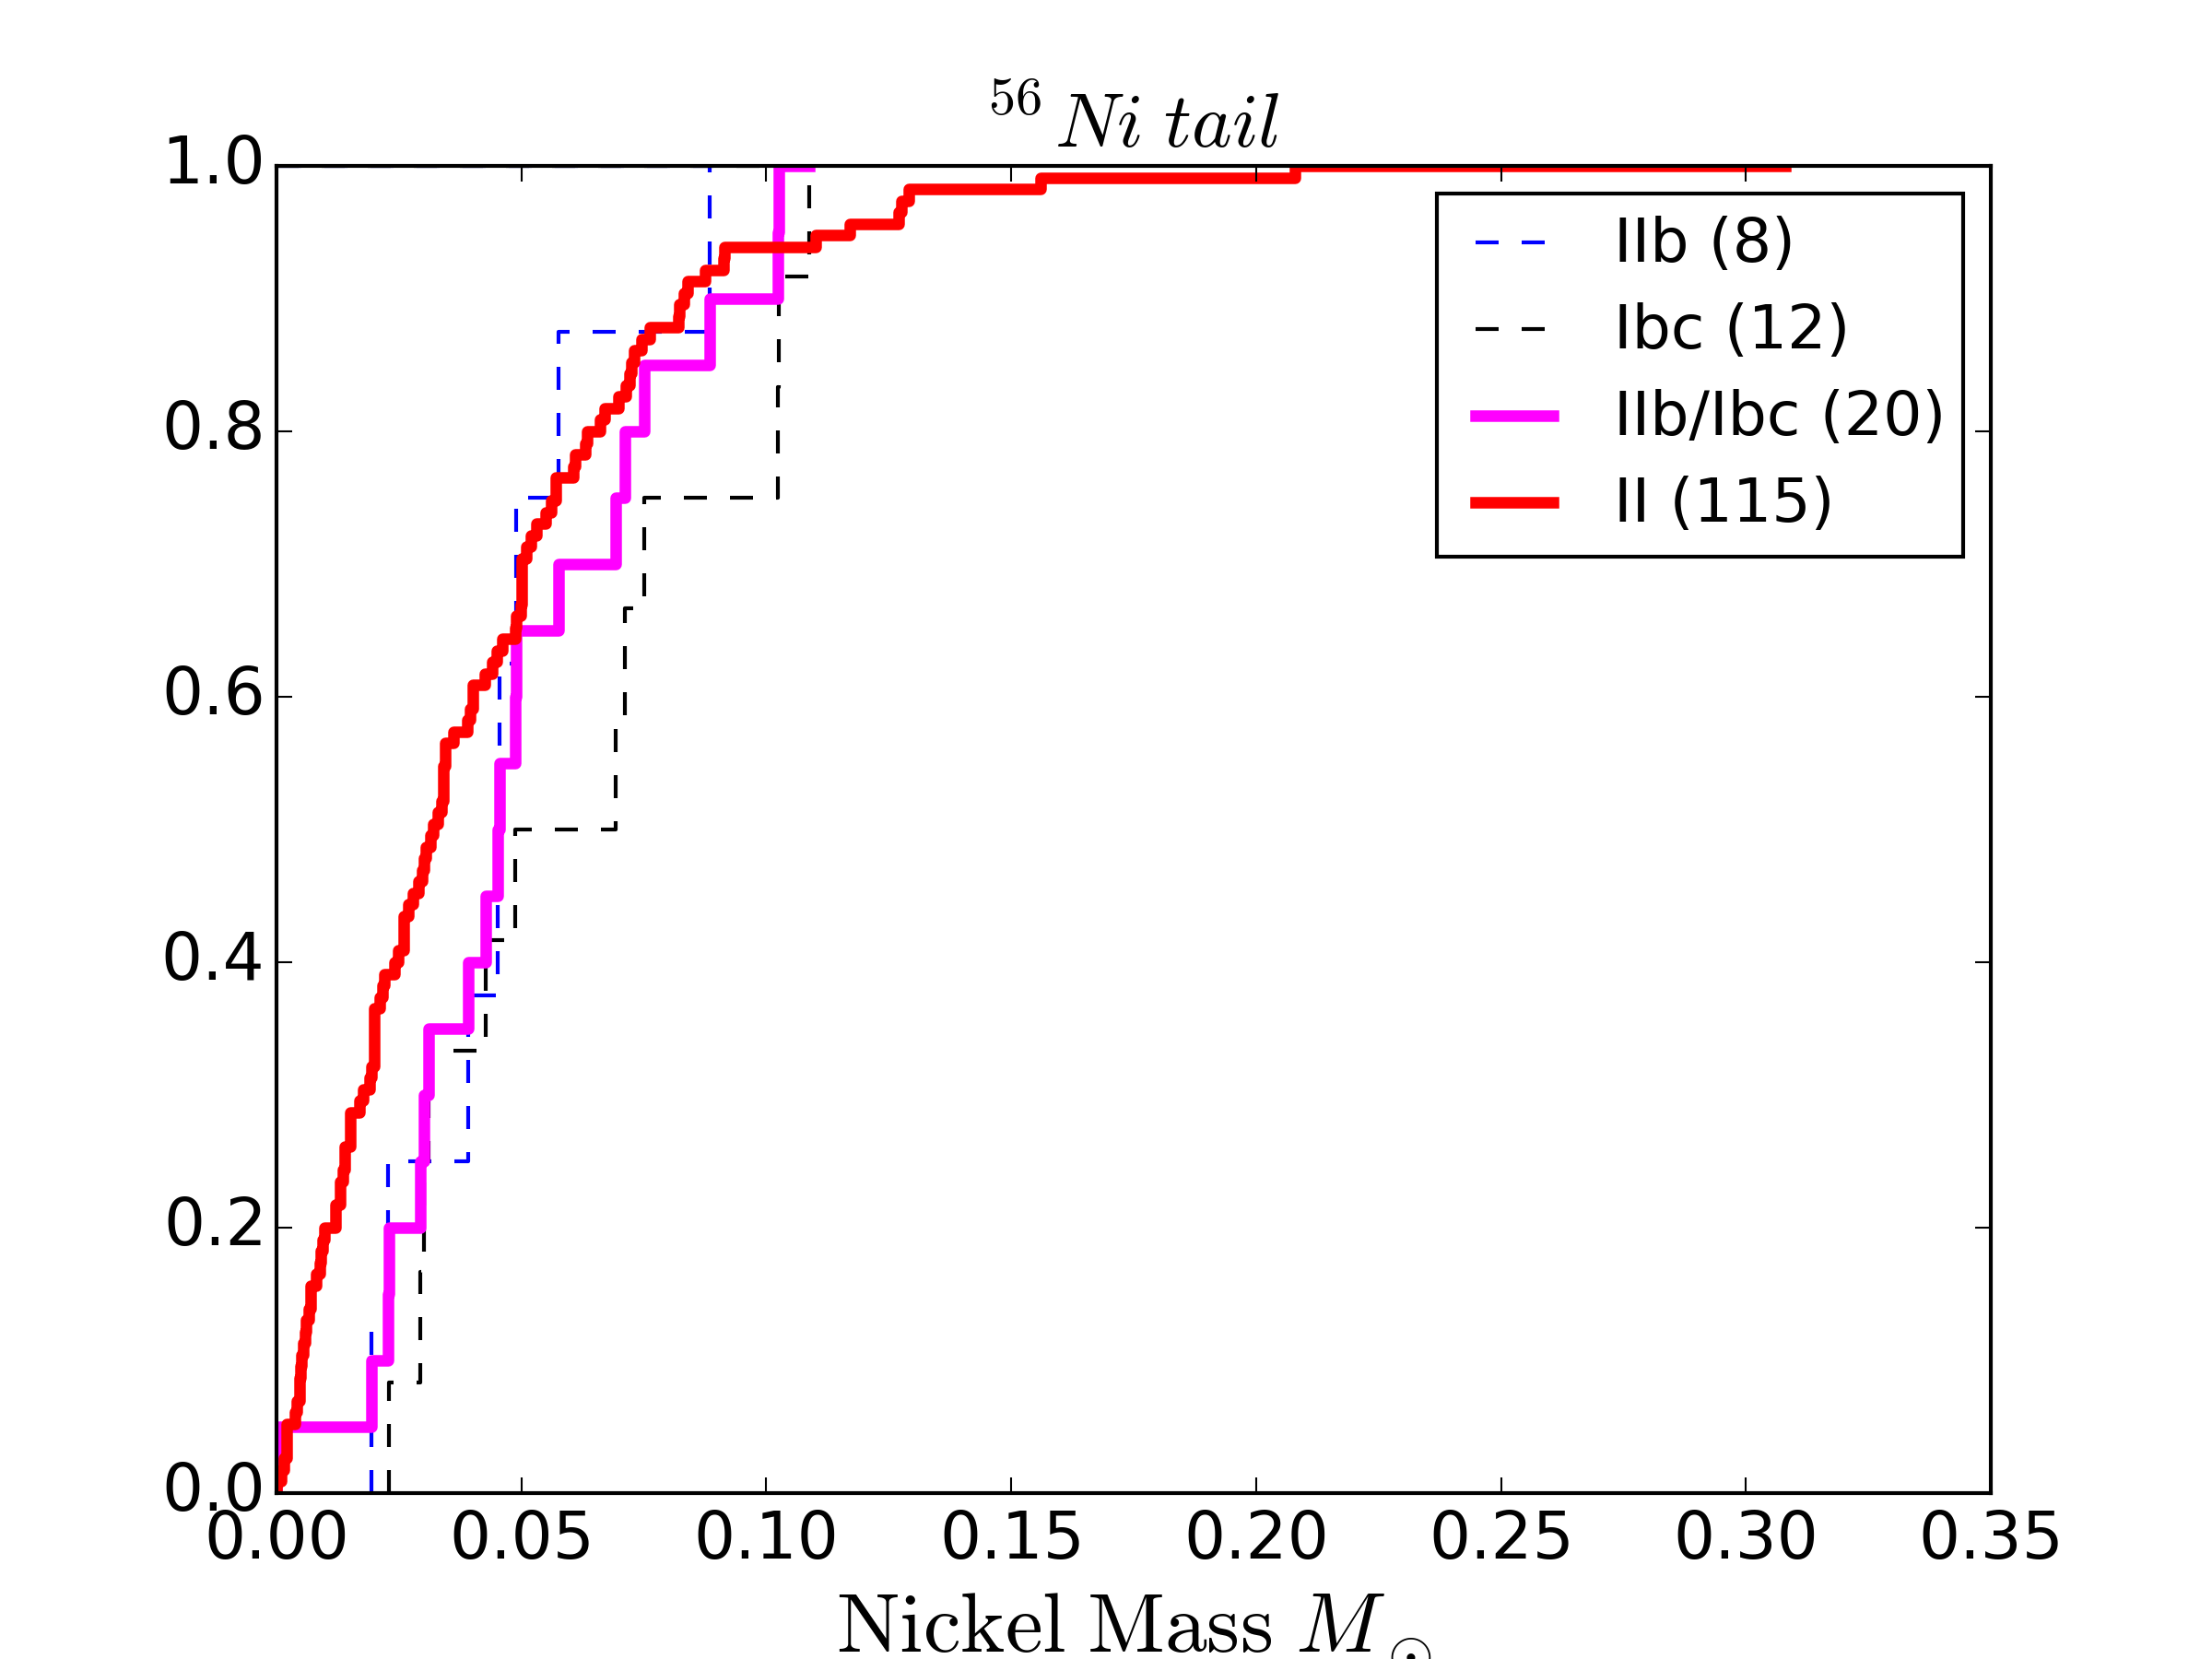 ⁵⁶Ni tail
1.0
0.8
0.6
0.4
0.2
0.0
IIb (8)
Ibc (12)
IIb/Ibc (20)
II (115)
0.00 0.05 0.10 0.15 0.20 0.25 0.30 0.35
Nickel Mass M⊙